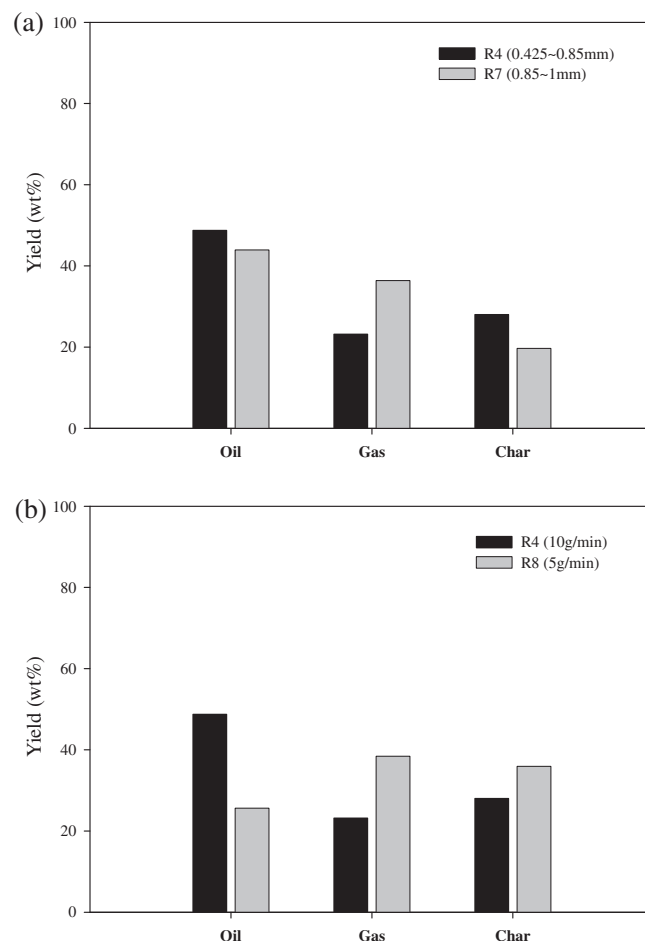 (a)
100
80
60
40
20
0
Yield (wt%)
R4 (0.425~0.85mm)
R7 (0.85~1mm)
Oil Gas Char
(b)
100
80
60
40
20
0
Yield (wt%)
R4 (10g/min)
R8 (5g/min)
Oil Gas Char